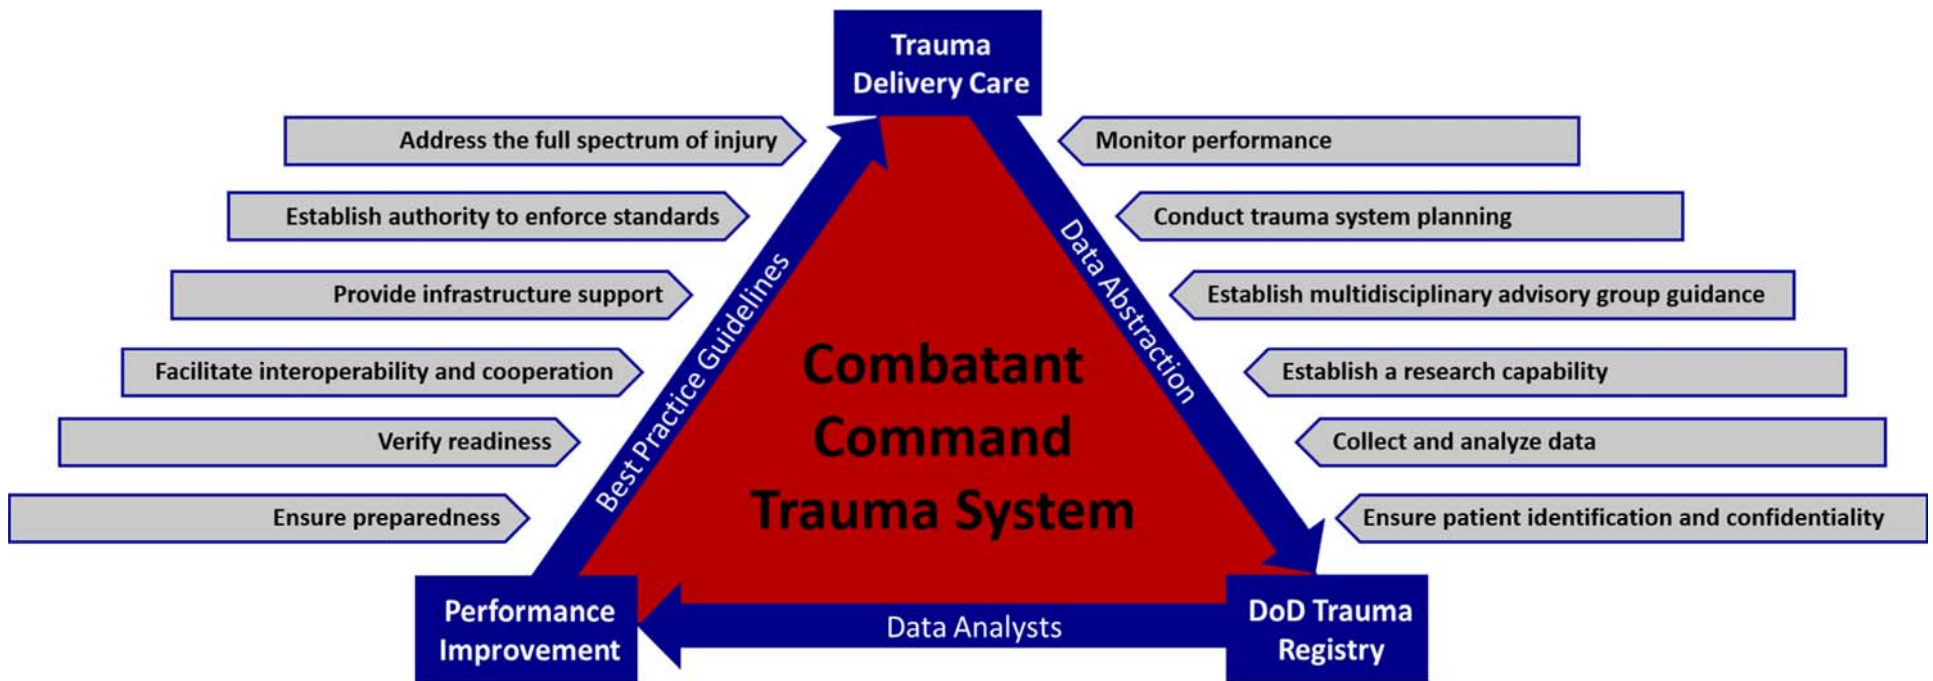 Trauma
Delivery Care
Address the full spectrum of injury
Establish authority to enforce standards
Provide infrastructure support
Facilitate interoperability and cooperation
Verify readiness
Ensure preparedness
Best Practice Guidelines
Combatant
Command
Trauma System
Data Abstraction
Monitor performance
Conduct trauma system planning
Establish multidisciplinary advisory group guidance
Establish a research capability
Collect and analyze data
Ensure patient identification and confidentiality
Performance
Improvement
Data Analysts
DoD Trauma
Registry